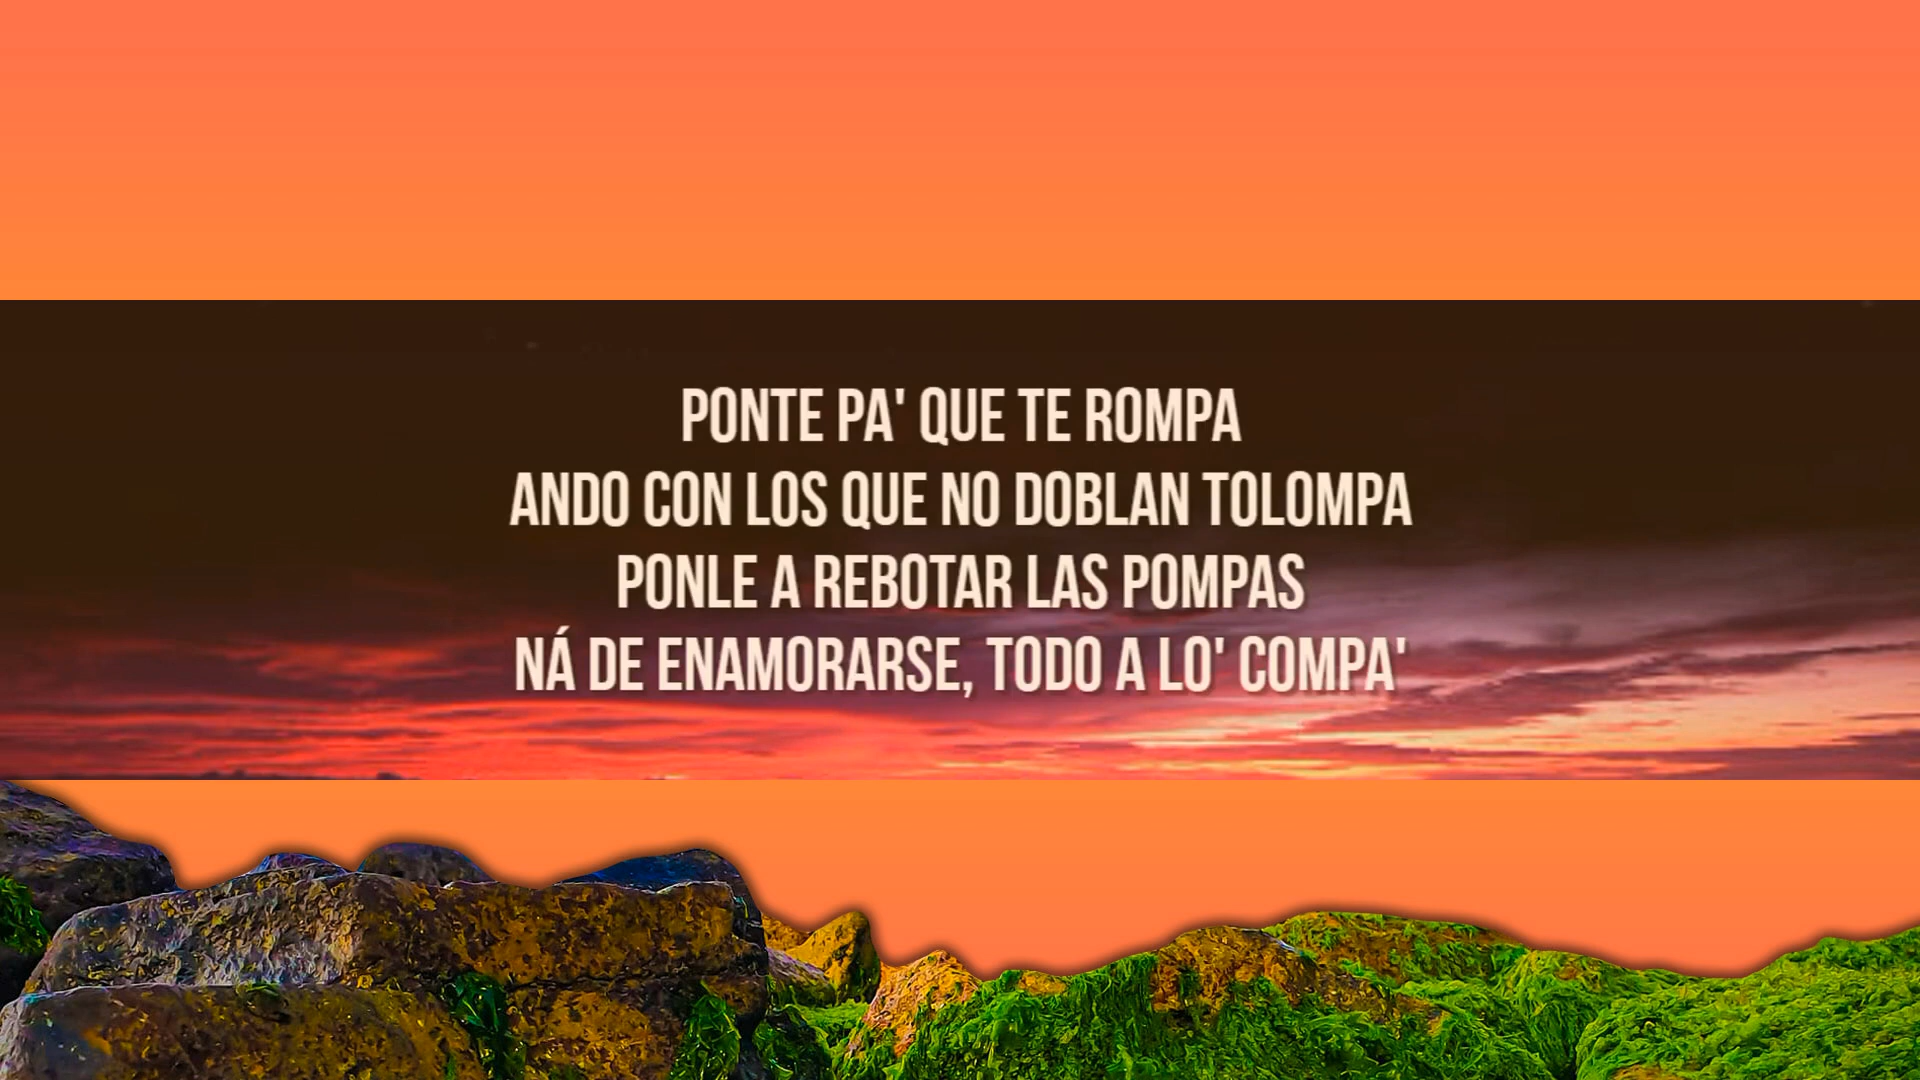 PONTE PA' QUE TE ROMPA
ANDO CON LOS QUE NO DOBLAN TOLOMPA
PONLE A REBOTAR LAS POMPAS
NÁ DE ENAMORARSE, TODO A LO' COMPA'